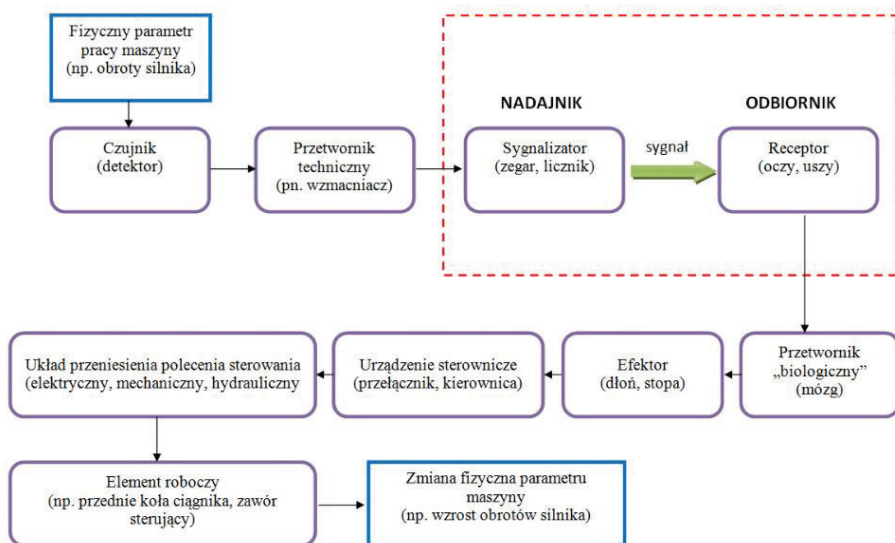 Fizyczny parametr
pracy maszyny
(np. obroty silnika)
NADAJNIK
ODBIORNIK
Czujnik
(detektor)
Przetwornik
techniczny
(pn. wzmacniacz)
Sygnalizator
(zegar, licznik)
sygnał
Receptor
(oczy, uszy)
Układ przeniesienia polecenia sterowania
(elektryczny, mechaniczny, hydrauliczny
Urządzenie sterownicze
(przełącznik, kierownica)
Efektor
(dłoń, stopa)
Przetwornik
„biologiczny”
(mózg)
Element roboczy
(np. przednie koła ciągnika, zawór
sterujący)
Zmiana fizyczna parametru
maszyny
(np. wzrost obrotów silnika)